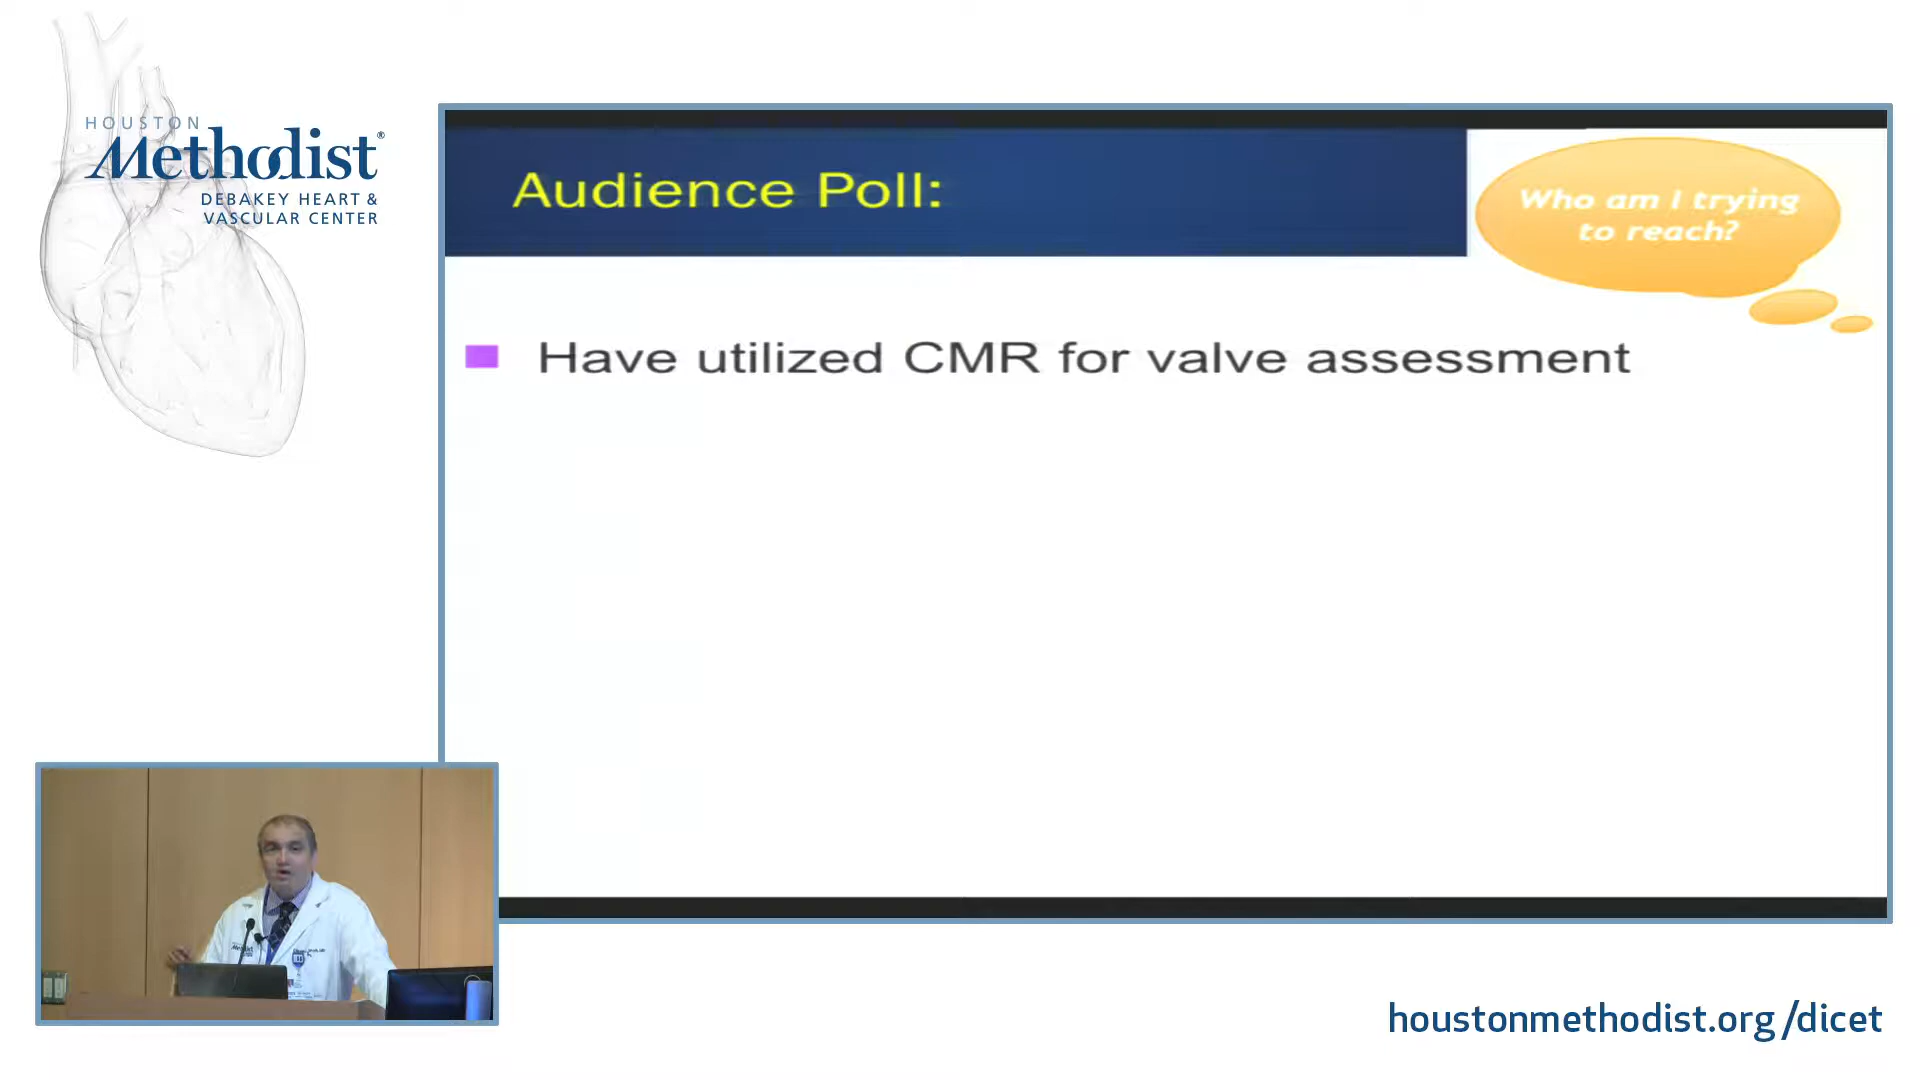 HOUSTON
Methodist®
DEBAKEY HEART &
VASCULAR CENTER
Audience Poll:
Who am I trying
to reach?
Have utilized CMR for valve assessment
houstonmethodist.org/dicet